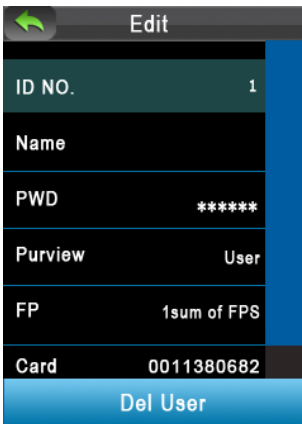 Edit
ID NO. 1
Name
PWD ******
Purview User
FP 1sum of FPS
Card 0011380682
Del User